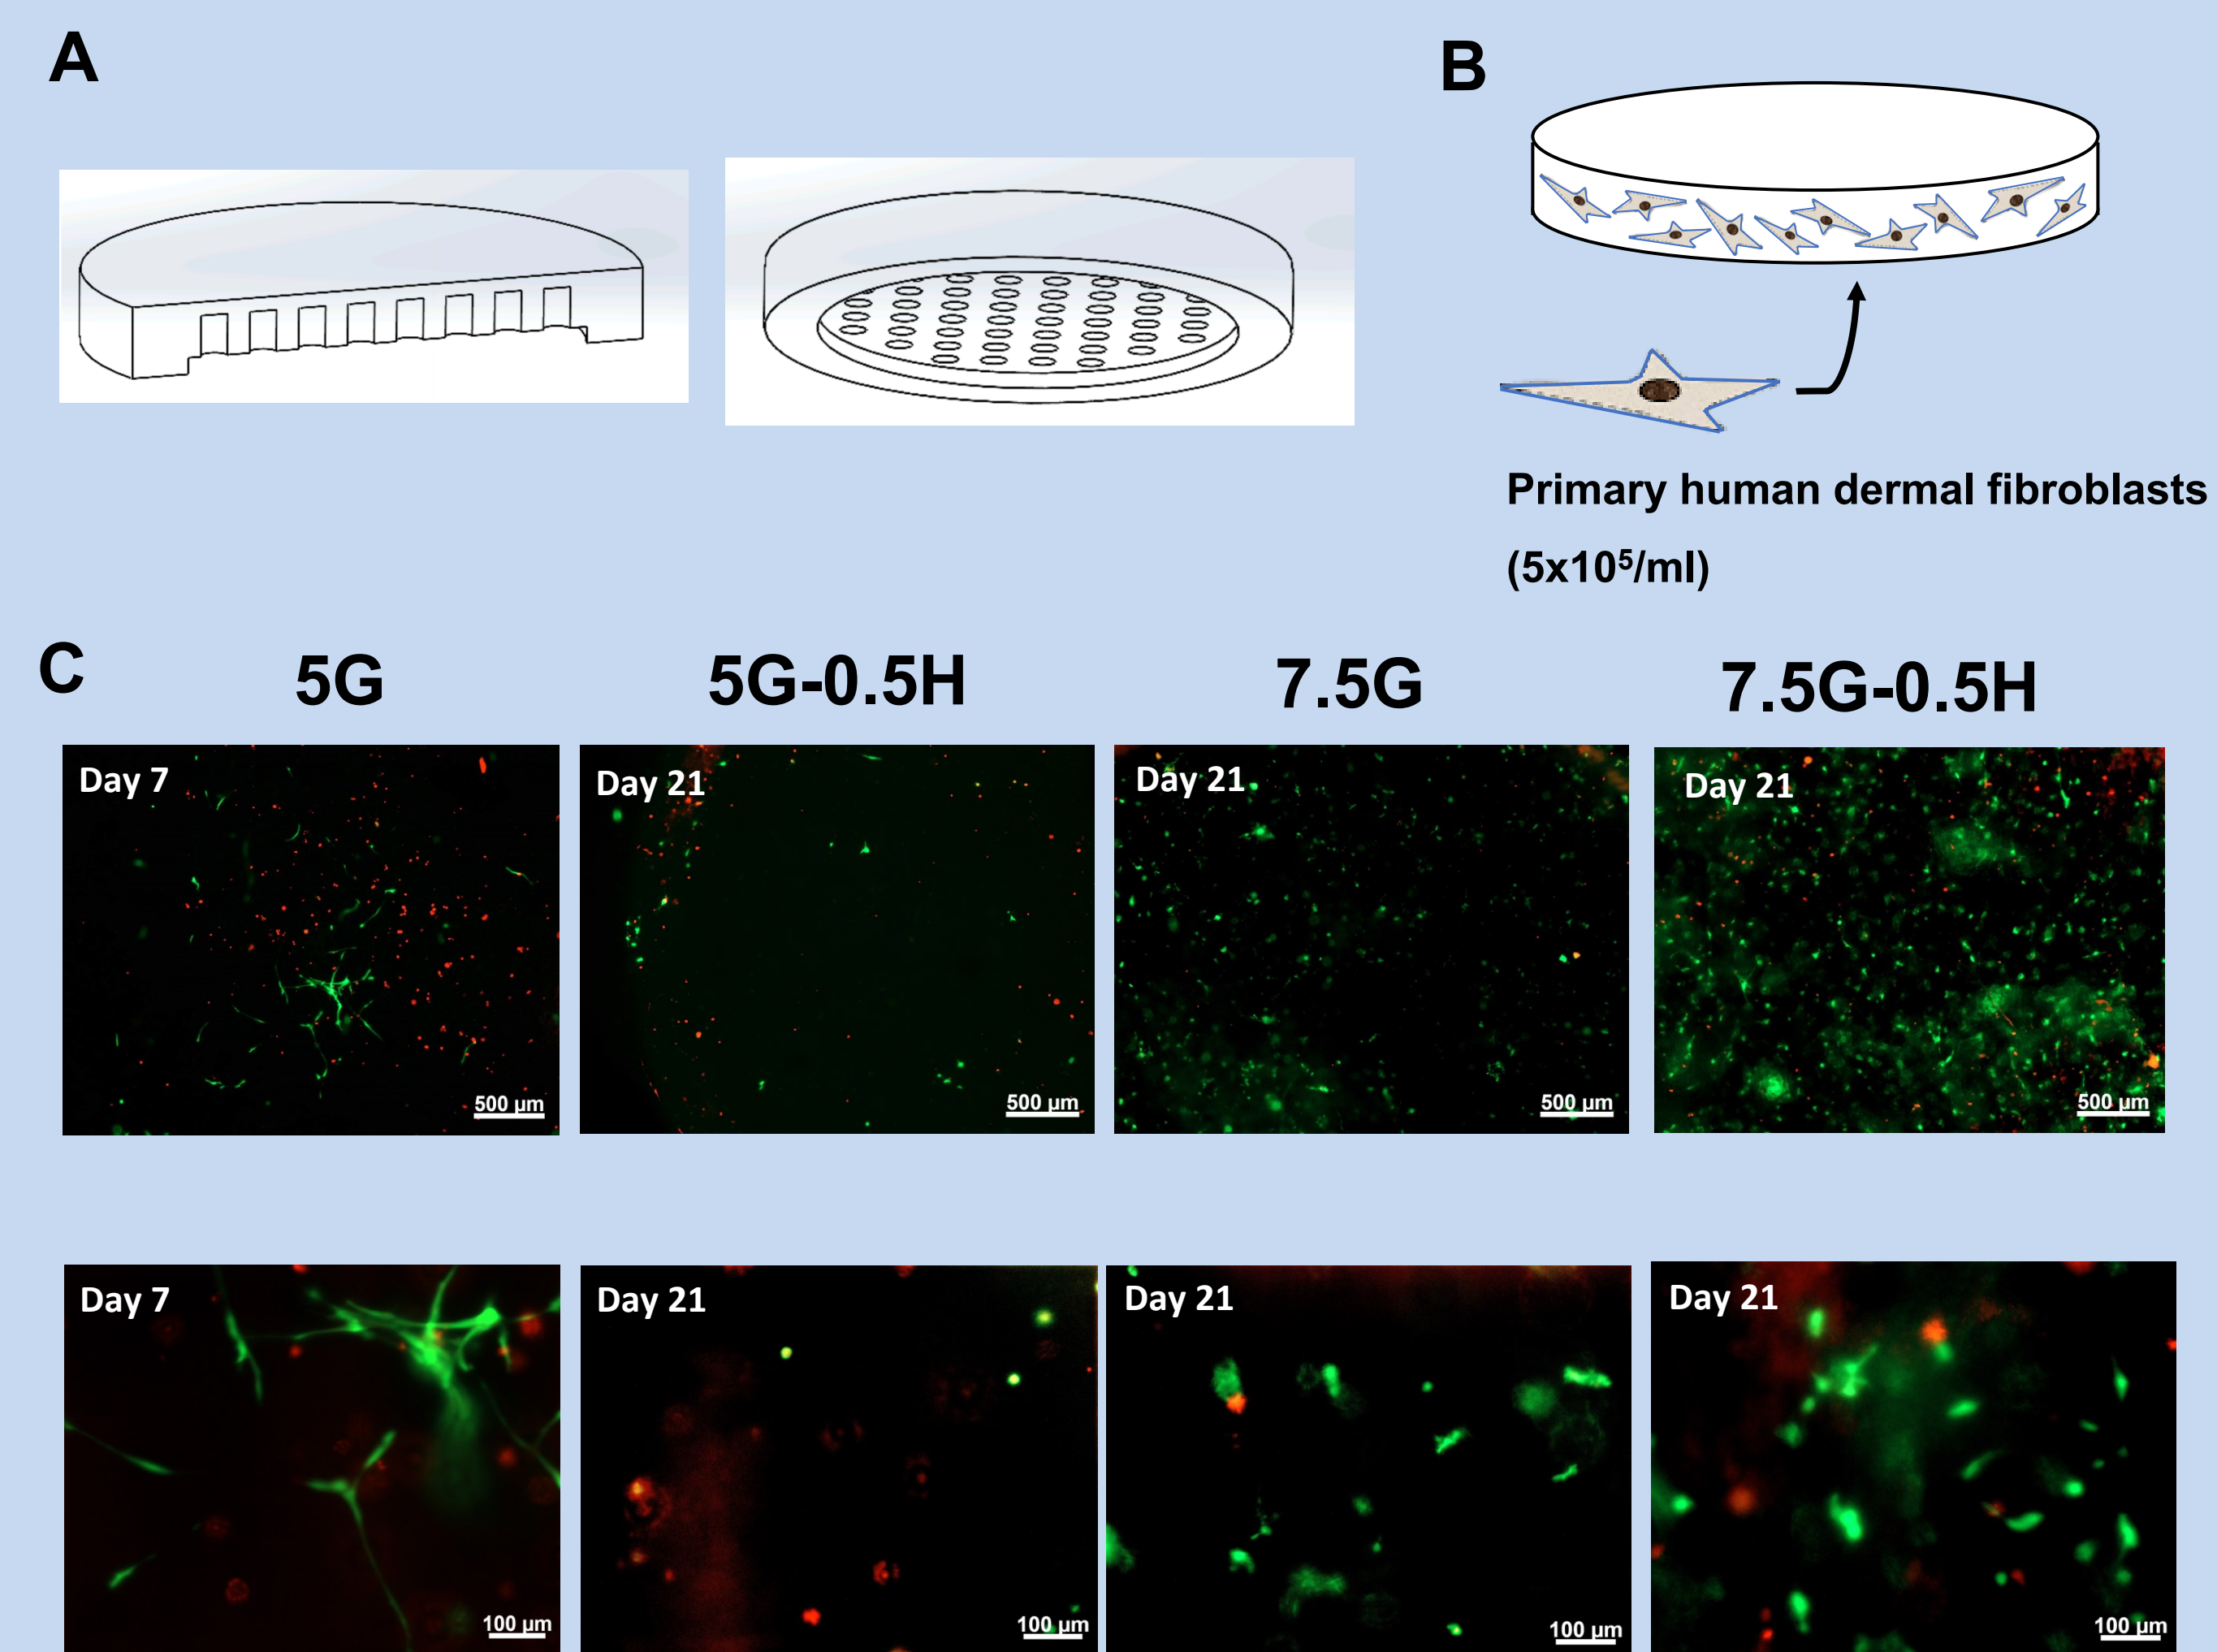 A
B
Primary human dermal fibroblasts
(5x10⁵/ml)
C
5G
5G-0.5H
7.5G
7.5G-0.5H
Day 7
Day 21
Day 21
Day 21
500 µm
500 µm
500 µm
500 µm
Day 7
Day 21
Day 21
Day 21
100 µm
100 µm
100 µm
100 µm